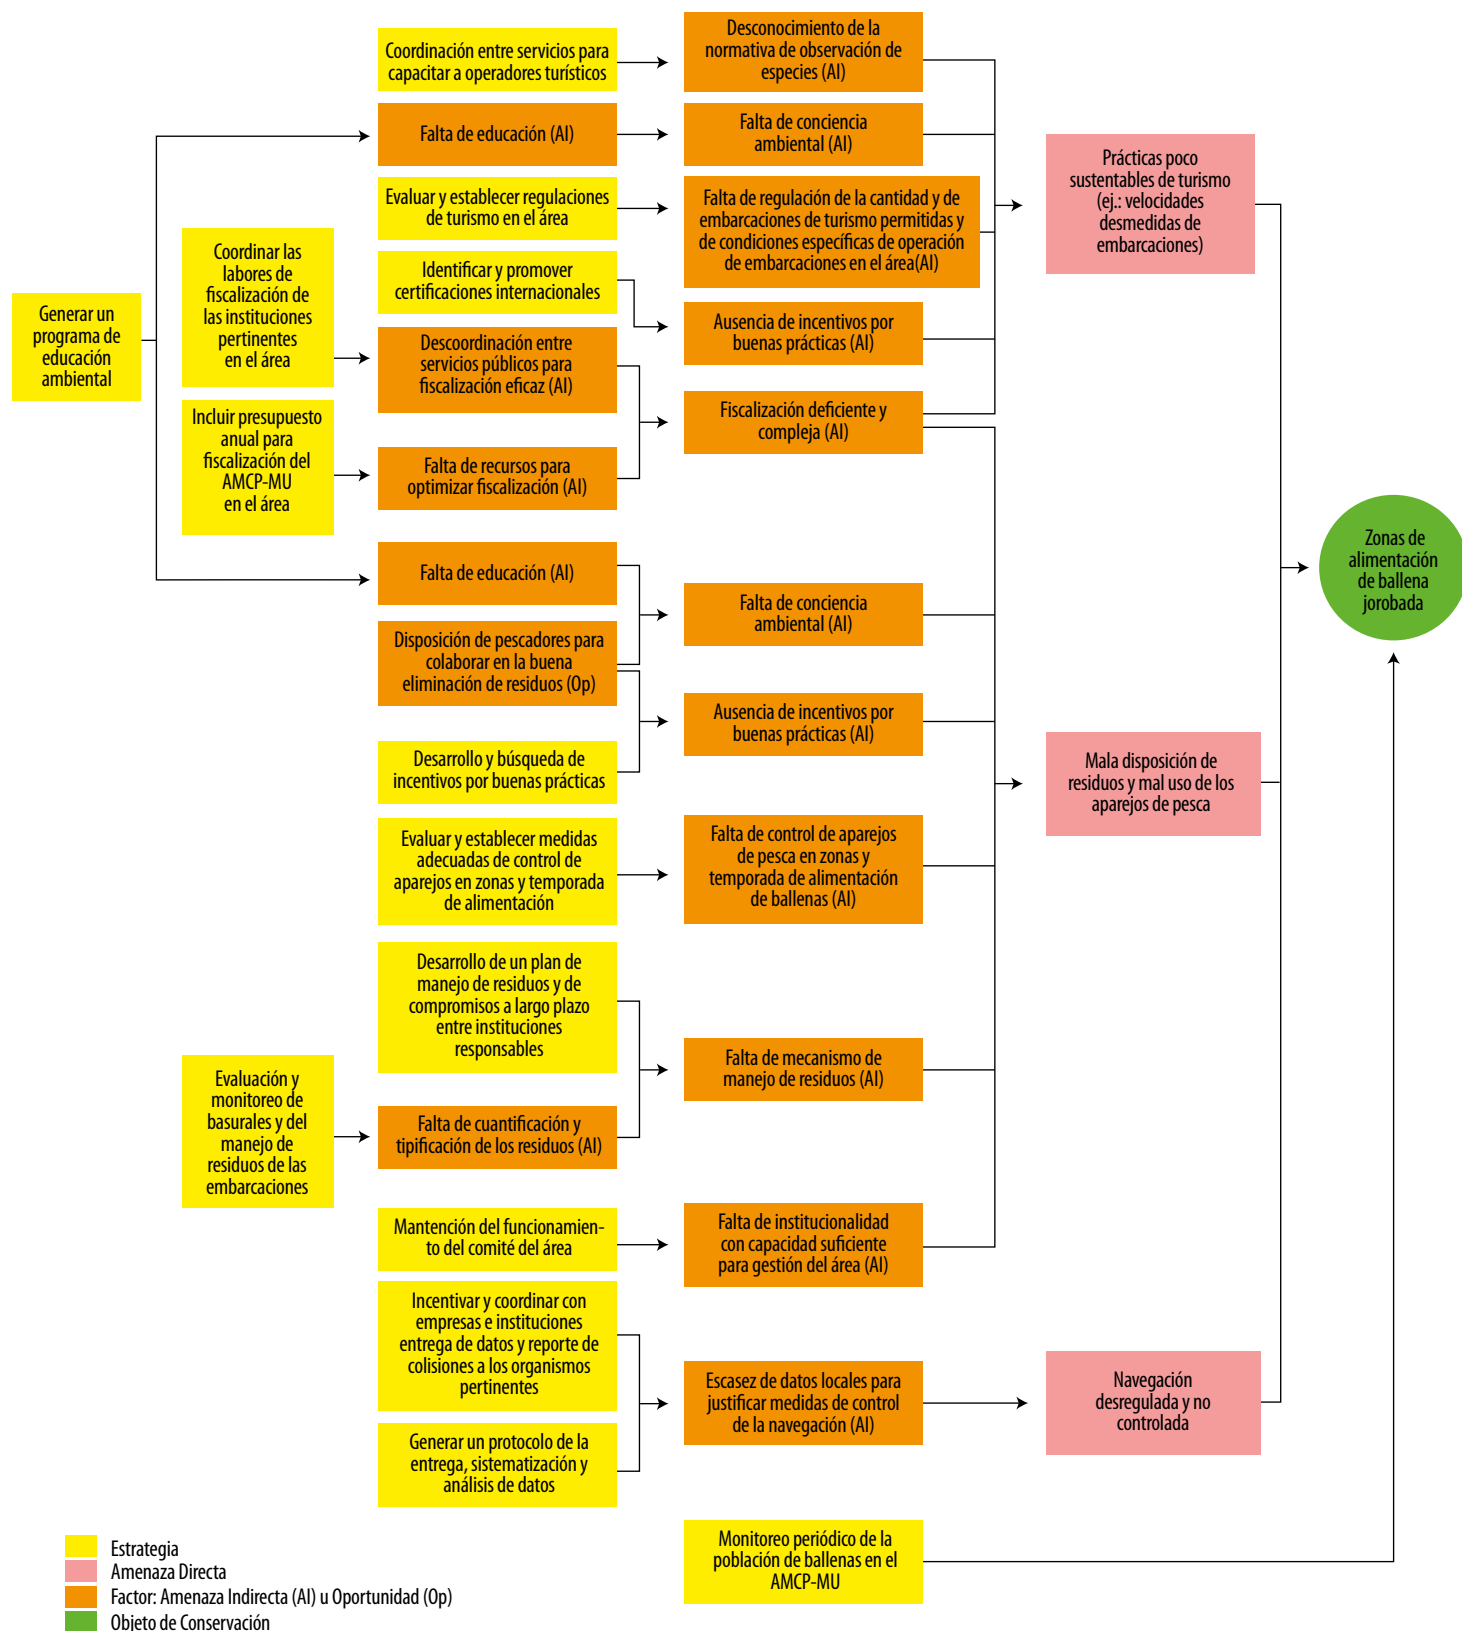 Generar un
programa de
educación
ambiental
Coordinar las
labores de
fiscalización de
las instituciones
pertinentes
en el área
Incluir presupuesto
anual para
fiscalización del
AMCP-MU
en el área
Evaluación y
monitoreo de
basurales y del
manejo de
residuos de las
embarcaciones
Coordinación entre servicios para
capacitar a operadores turísticos
Falta de educación (AI)
Evaluar y establecer regulaciones
de turismo en el área
Identificar y promover
certificaciones internacionales
Descoordinación entre
servicios públicos para
fiscalización eficaz (AI)
Falta de recursos para
optimizar fiscalización (AI)
Falta de educación (AI)
Disposición de pescadores para
colaborar en la buena
eliminación de residuos (Op)
Desarrollo y búsqueda de
incentivos por buenas prácticas
Evaluar y establecer medidas
adecuadas de control de
aparejos en zonas y temporada
de alimentación
Desarrollo de un plan de
manejo de residuos y de
compromisos a largo plazo
entre instituciones
responsables
Falta de cuantificación y
tipificación de los residuos (AI)
Mantención del funcionamien-
to del comité del área
Incentivar y coordinar con
empresas e instituciones
entrega de datos y reporte de
colisiones a los organismos
pertinentes
Generar un protocolo de la
entrega, sistematización y
análisis de datos
Desconocimiento de la
normativa de observación de
especies (AI)
Falta de conciencia
ambiental (AI)
Falta de regulación de la cantidad y de
embarcaciones de turismo permitidas y
de condiciones específicas de operación
de embarcaciones en el área(AI)
Ausencia de incentivos por
buenas prácticas (AI)
Fiscalización deficiente y
compleja (AI)
Falta de conciencia
ambiental (AI)
Ausencia de incentivos por
buenas prácticas (AI)
Falta de control de aparejos
de pesca en zonas y
temporada de alimentación
de ballenas (AI)
Falta de mecanismo de
manejo de residuos (AI)
Falta de institucionalidad
con capacidad suficiente
para gestión del área (AI)
Escasez de datos locales para
justificar medidas de control
de la navegación (AI)
Monitoreo periódico de la
población de ballenas en el
AMCP-MU
Prácticas poco
sustentables de turismo
(ej.: velocidades
desmedidas de
embarcaciones)
Mala disposición de
residuos y mal uso de los
aparejos de pesca
Navegación
desregulada y no
controlada
Zonas de
alimentación
de ballena
jorobada
Estrategia
Amenaza Directa
Factor: Amenaza Indirecta (AI) u Oportunidad (Op)
Objeto de Conservación